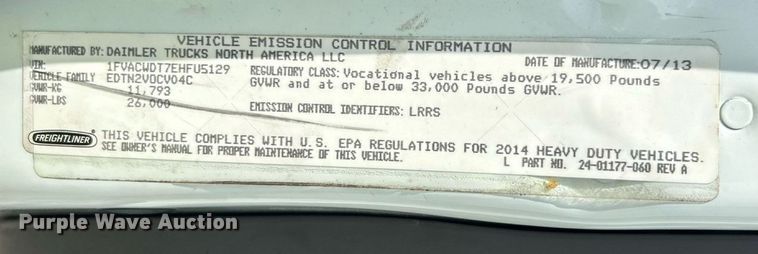 VEHICLE EMISSION CONTROL INFORMATION
MANUFACTURED BY: DAIMLER TRUCKS NORTH AMERICA LLC DATE OF MANUFACTURE:07/13
VIN: 1FVACWDT7EHFU5129 REGULATORY CLASS: Vocational vehicles above 19,500 Pounds
VEHICLE FAMILY EDTN2VOCV04C GVWR and at or below 33,000 Pounds GVWR.
GVWR-KG 11,793
GVWR-LBS 26,000 EMISSION CONTROL IDENTIFIERS: LRRS
FREIGHTLINER THIS VEHICLE COMPLIES WITH U.S. EPA REGULATIONS FOR 2014 HEAVY DUTY VEHICLES.
SEE OWNER'S MANUAL FOR PROPER MAINTENANCE OF THIS VEHICLE. L PART NO. 24-01177-060 REV A
Purple Wave Auction